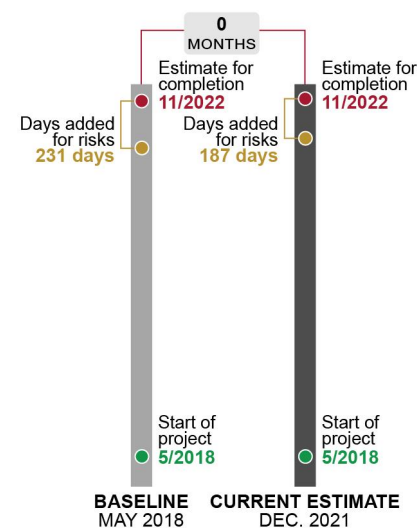 0
MONTHS
Estimate for
completion
11/2022
Days added
for risks
231 days
Start of
project
5/2018
BASELINE
MAY 2018
Estimate for
completion
11/2022
Days added
for risks
187 days
Start of
project
5/2018
CURRENT ESTIMATE
DEC. 2021